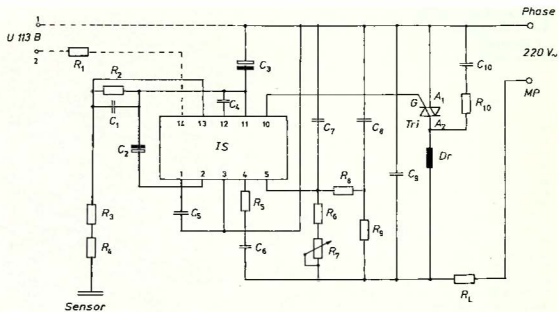 1
Phase
U 113 B
220 V~
2
R1
R2
C3
C10
MP
C4
G
A1
R10
C1
14
13
12
11
10
C7
C8
Tri
A2
C2
IS
Dr
1
2
3
4
5
R8
C9
C5
R5
R6
R3
R9
C6
R7
R4
RL
Sensor